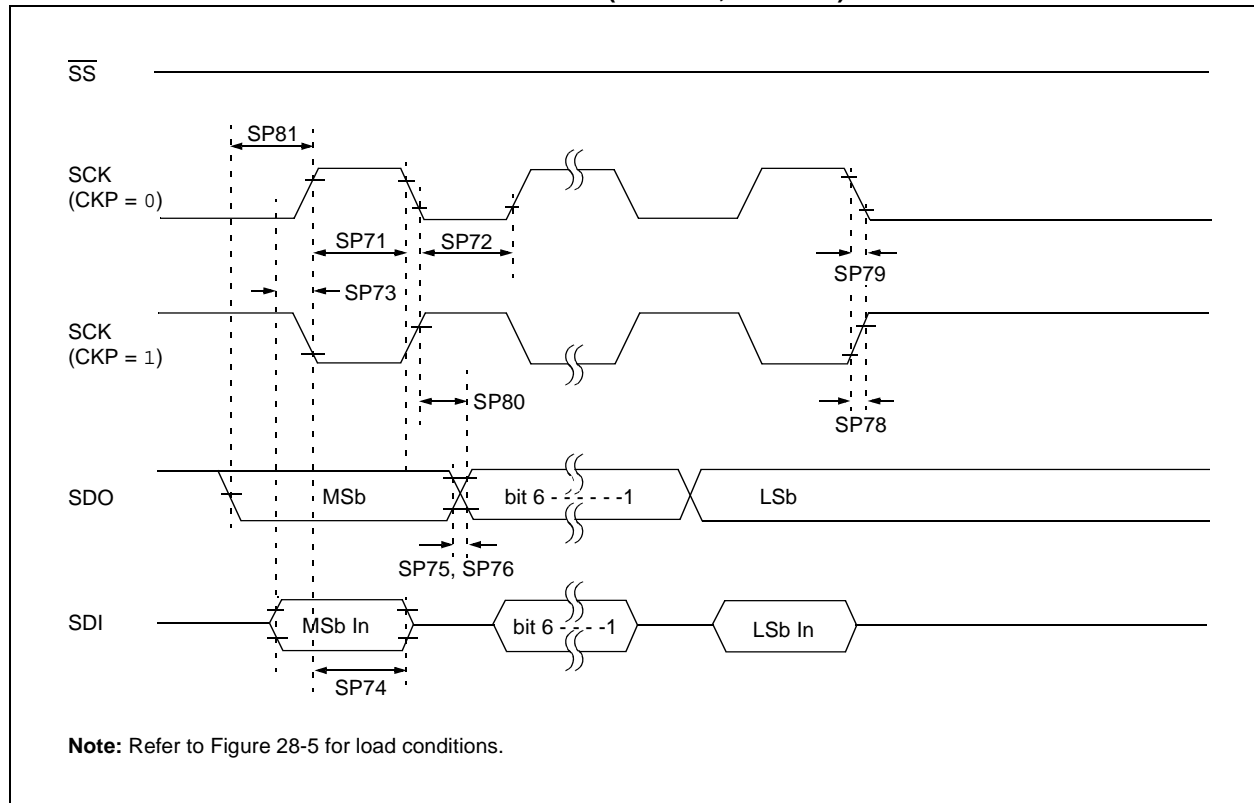 S̅S̅
SP81
SCK
(CKP = 0)
SP71
SP72
SP79
SP73
SCK
(CKP = 1)
SP80
SP78
SDO
MSb
bit 6 - - - - - - -1
LSb
SP75, SP76
SDI
MSb In
bit 6 - - - - -1
LSb In
SP74
Note: Refer to Figure 28-5 for load conditions.